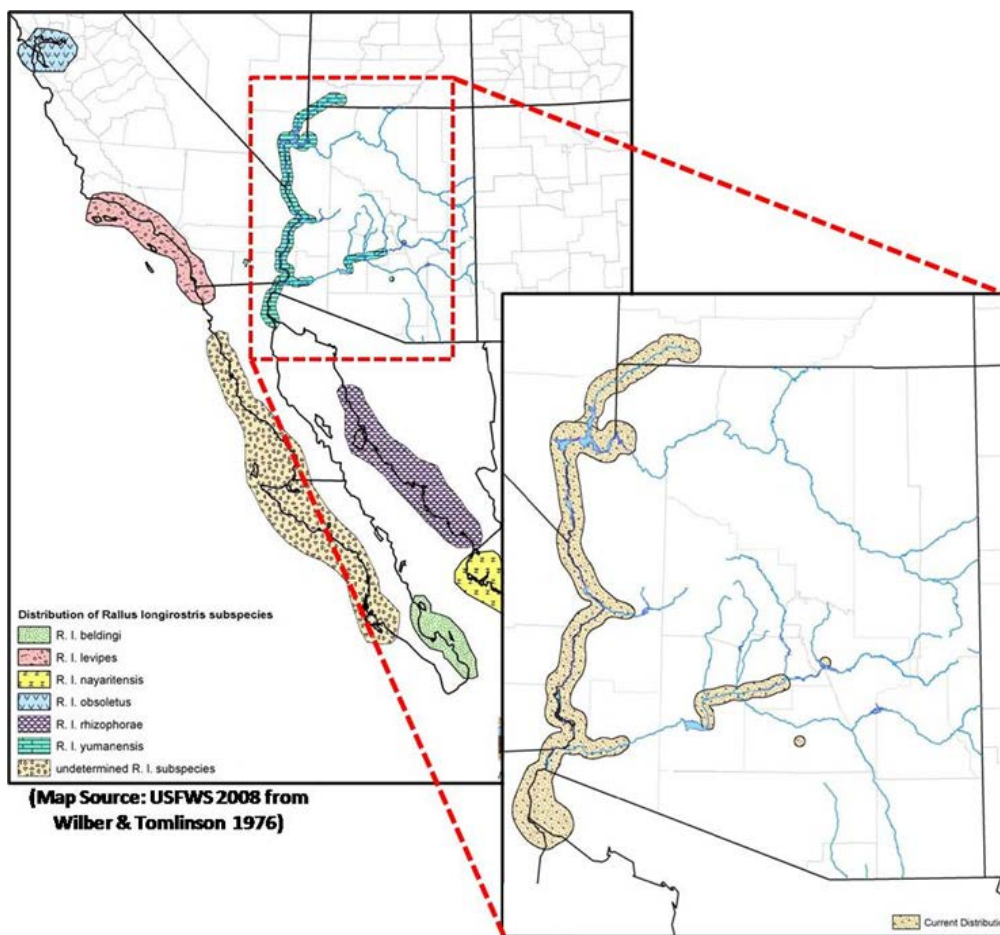 Distribution of Rallus longirostris subspecies
R. l. beldingi
R. l. levipes
R. l. nayaritensis
R. l. obsoletus
R. l. rhizophorae
R. l. yumanensis
undetermined R. l. subspecies
(Map Source: USFWS 2008 from
Wilber & Tomlinson 1976)
Current Distributio